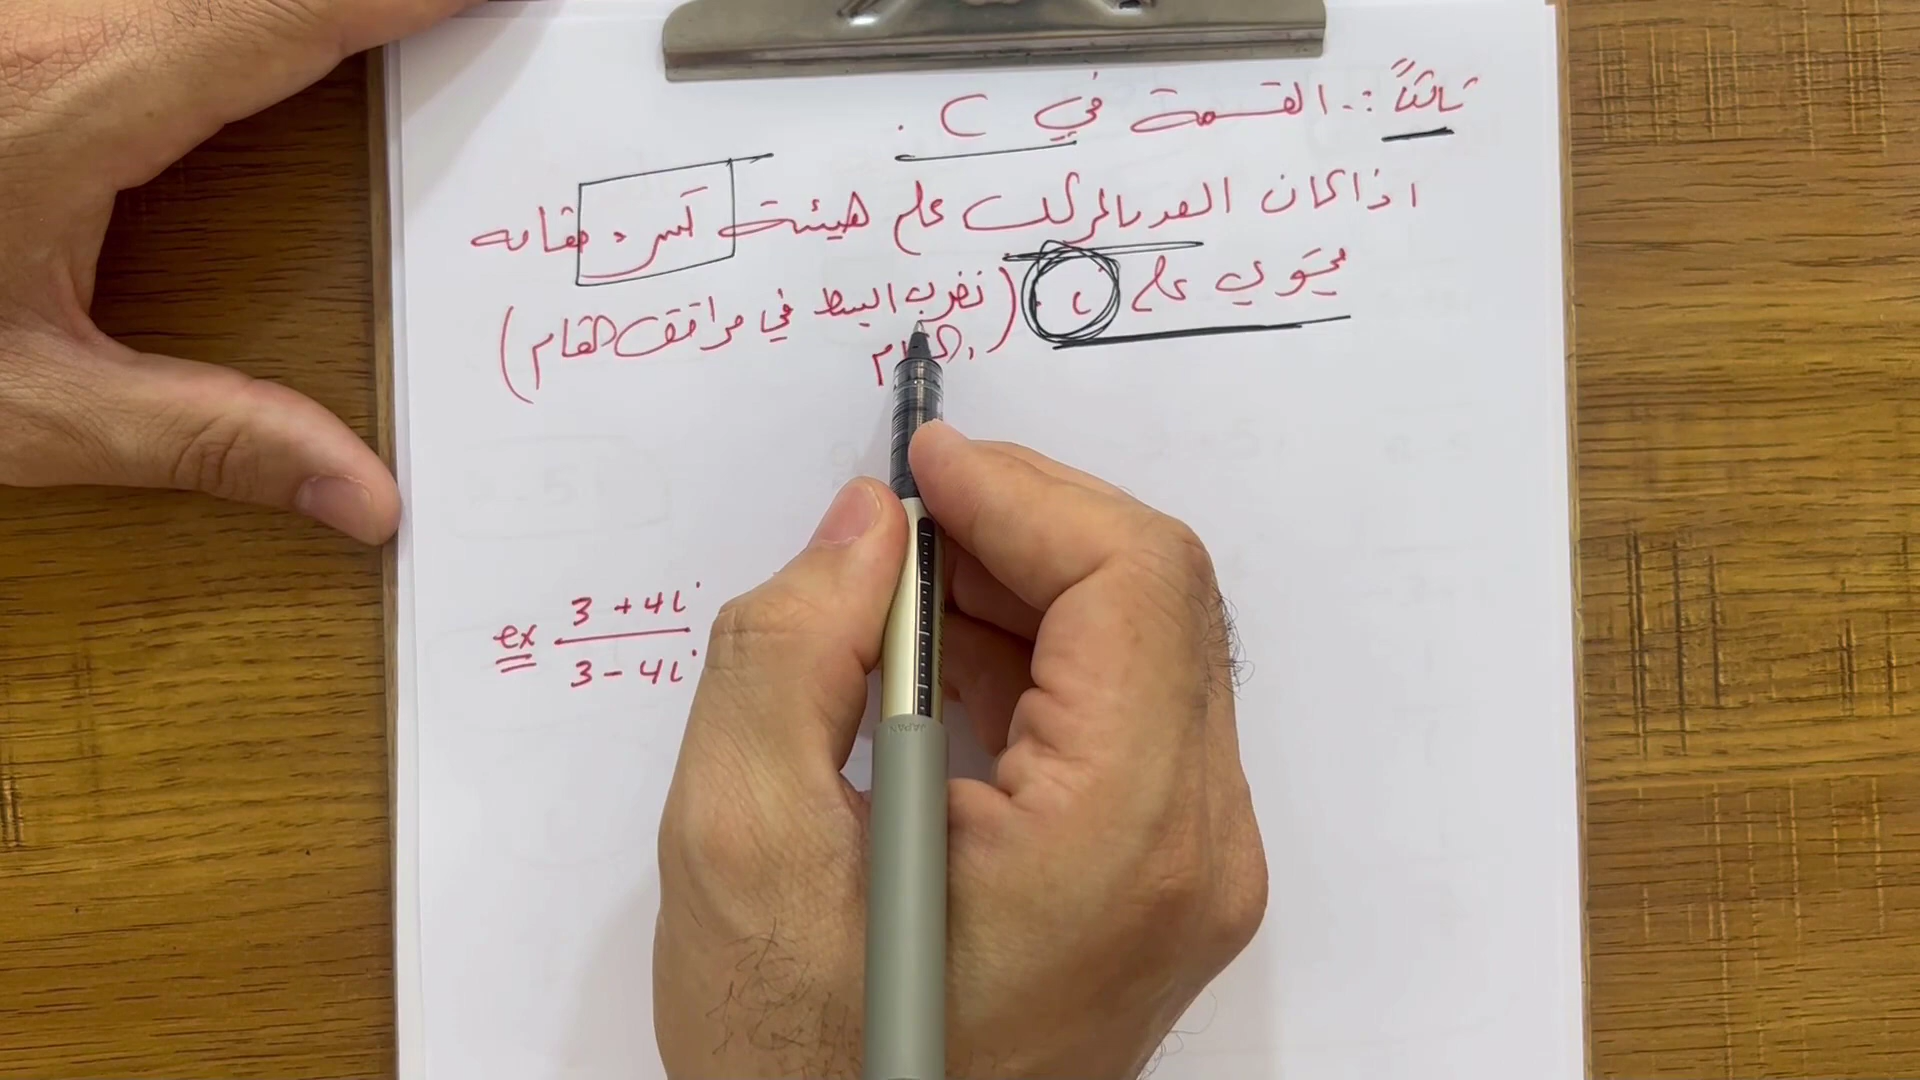 ثالثاً :- القسمة في C .
اذا كان العدد المركب على هيئة كسر مقامه
يحتوي على i . ( نضرب البسط في مرافق المقام )
ex 3 + 4i
3 - 4i
JAPAN